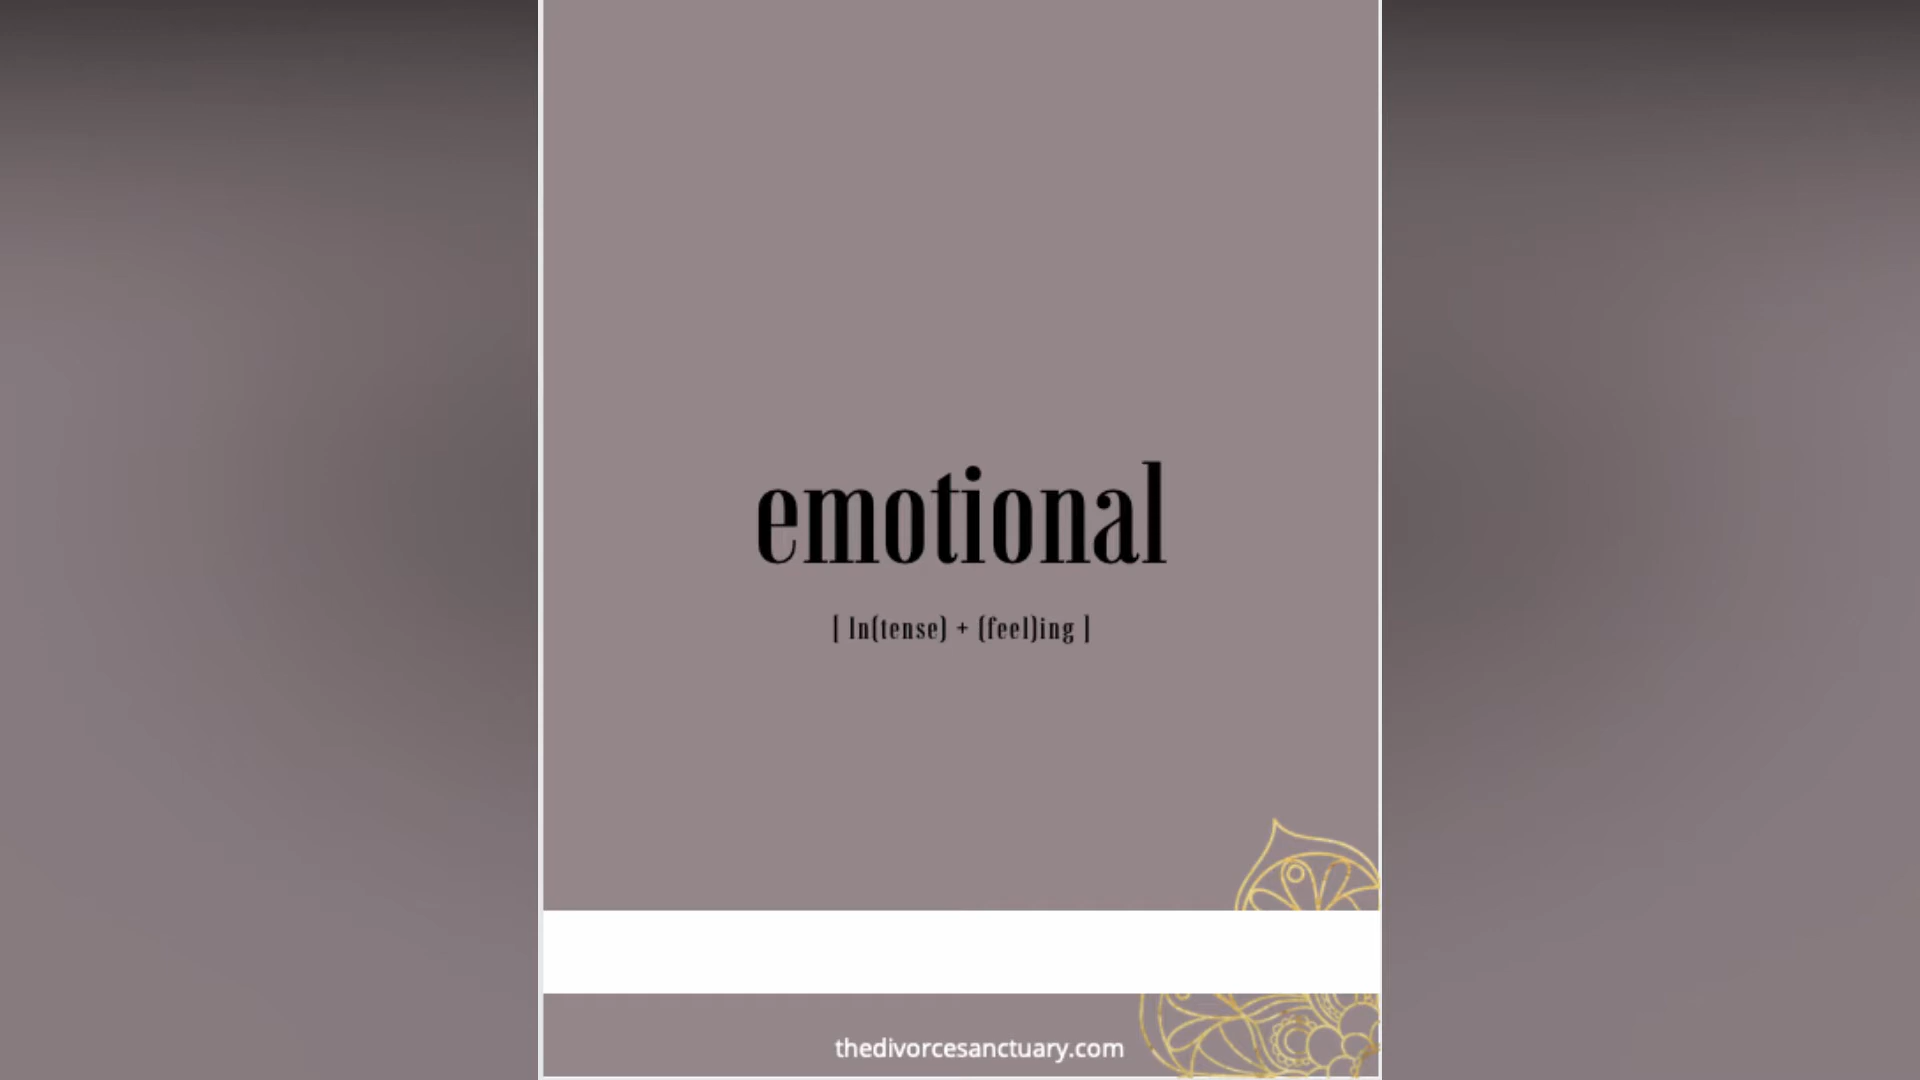 emotional
[ In(tense) + (feel)ing ]
thedivorcesanctuary.com